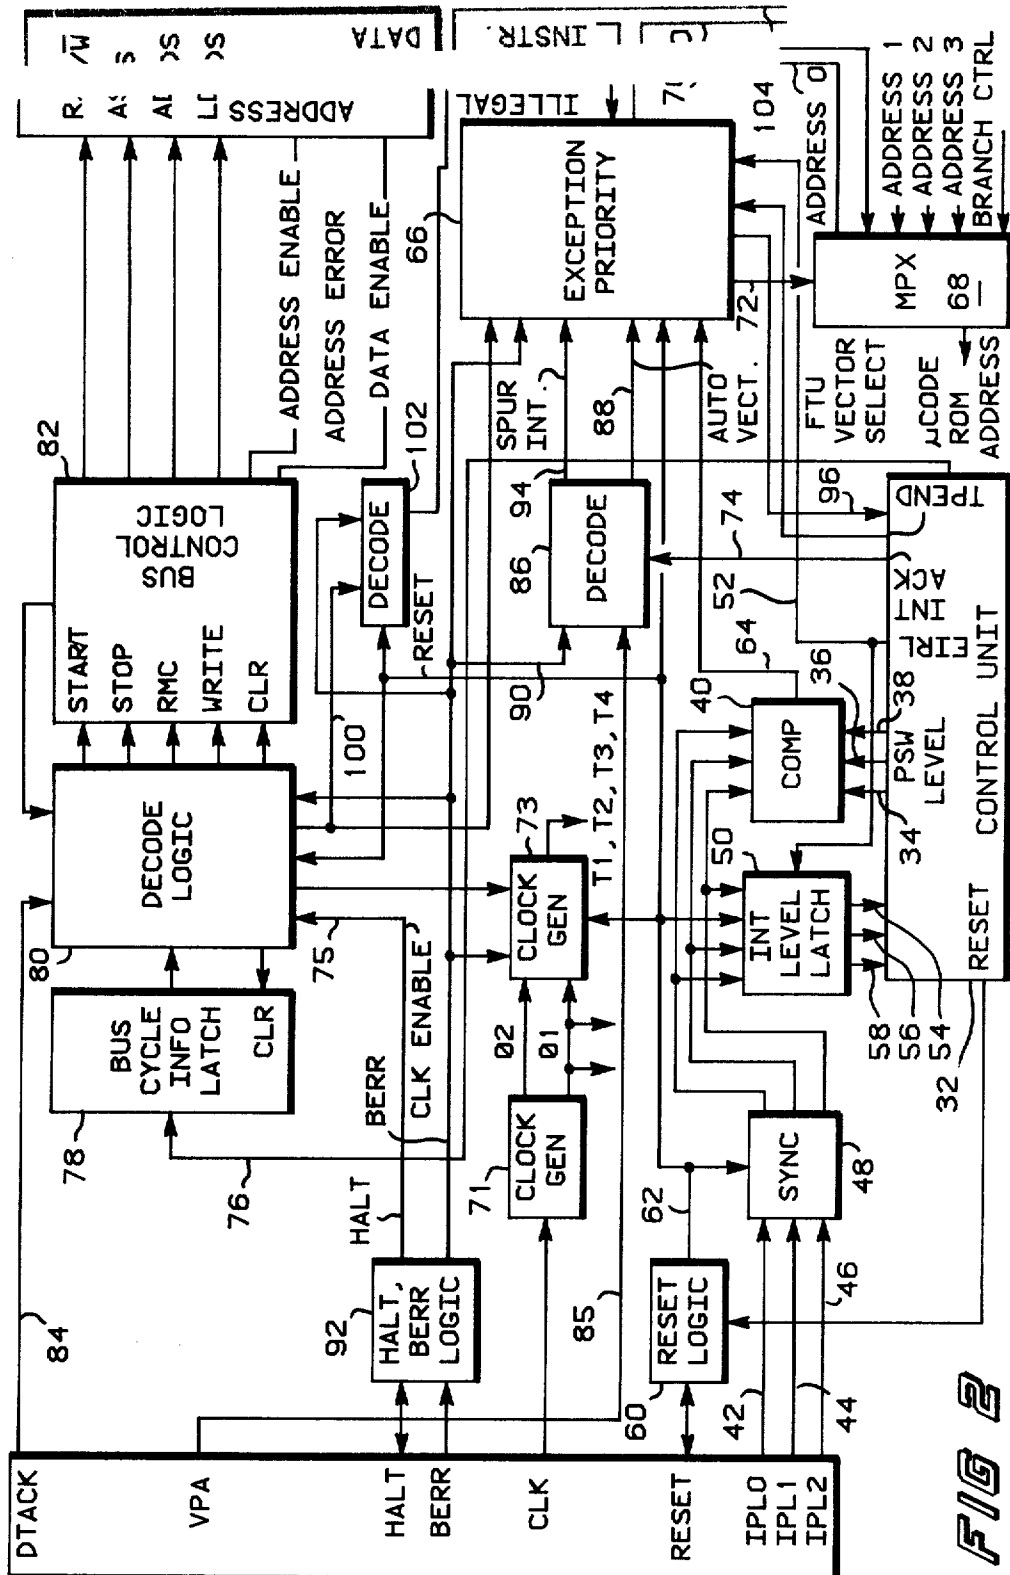 DTACK
VPA
HALT
BERR
CLK
RESET
IPL0
IPL1
IPL2
84
92
HALT,
BERR
LOGIC
HALT
BERR
CLK ENABLE
85
60
RESET
LOGIC
62
42
44
46
78
BUS
CYCLE
INFO
LATCH
CLR
76
75
71
CLOCK
GEN
02
01
SYNC
48
80
DECODE
LOGIC
73
CLOCK
GEN
T1, T2, T3, T4
50
INT
LEVEL
LATCH
58
56
54
32
RESET
CONTROL UNIT
82
START
STOP
RMC
WRITE
CLR
BUS
CONTROL
LOGIC
100
DECODE
102
RESET
90
86
DECODE
94
88
40
COMP
64
52
74
36
38
34
PSW
LEVEL
EIRL
INT
ACK
TPEND
96
ADDRESS ENABLE
ADDRESS ERROR
DATA ENABLE
SPUR
INT.
AUTO
VECT.
66
EXCEPTION
PRIORITY
72
FTU
VECTOR
SELECT
μCODE
ROM
ADDRESS
MPX
68
R /W
ADDRESS
DATA
ILLEGAL
INSTR.
104
ADDRESS 0
ADDRESS 1
ADDRESS 2
ADDRESS 3
BRANCH CTRL
FIG 2